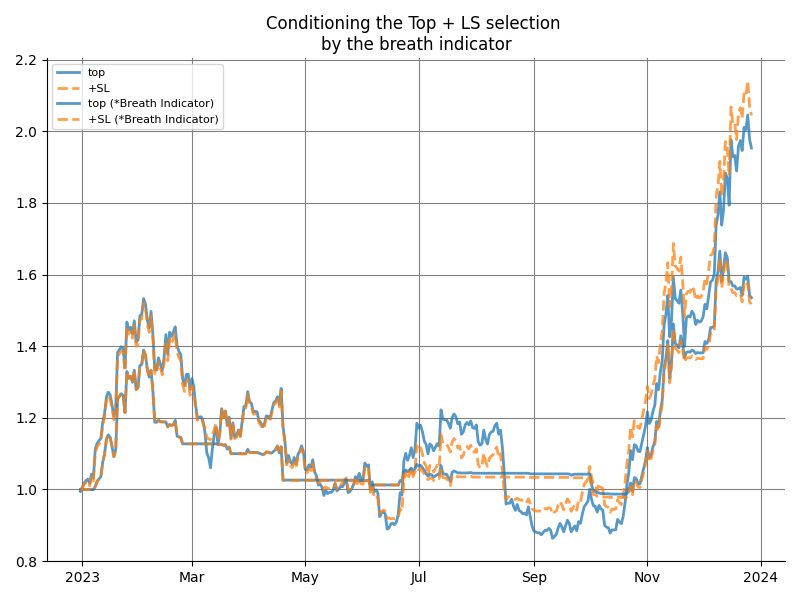 Conditioning the Top + LS selection
by the breath indicator
top
+SL
top (*Breath Indicator)
+SL (*Breath Indicator)
2.2
2.0
1.8
1.6
1.4
1.2
1.0
0.8
2023
Mar
May
Jul
Sep
Nov
2024